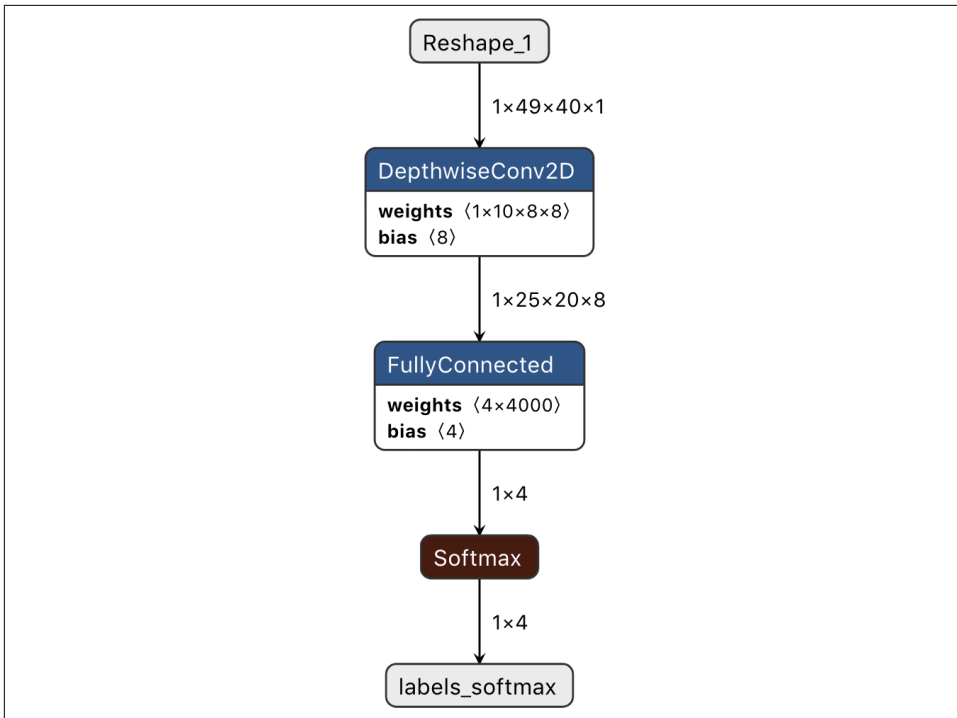 Reshape_1
1×49×40×1
DepthwiseConv2D
weights ⟨1×10×8×8⟩
bias ⟨8⟩
1×25×20×8
FullyConnected
weights ⟨4×4000⟩
bias ⟨4⟩
1×4
Softmax
1×4
labels_softmax